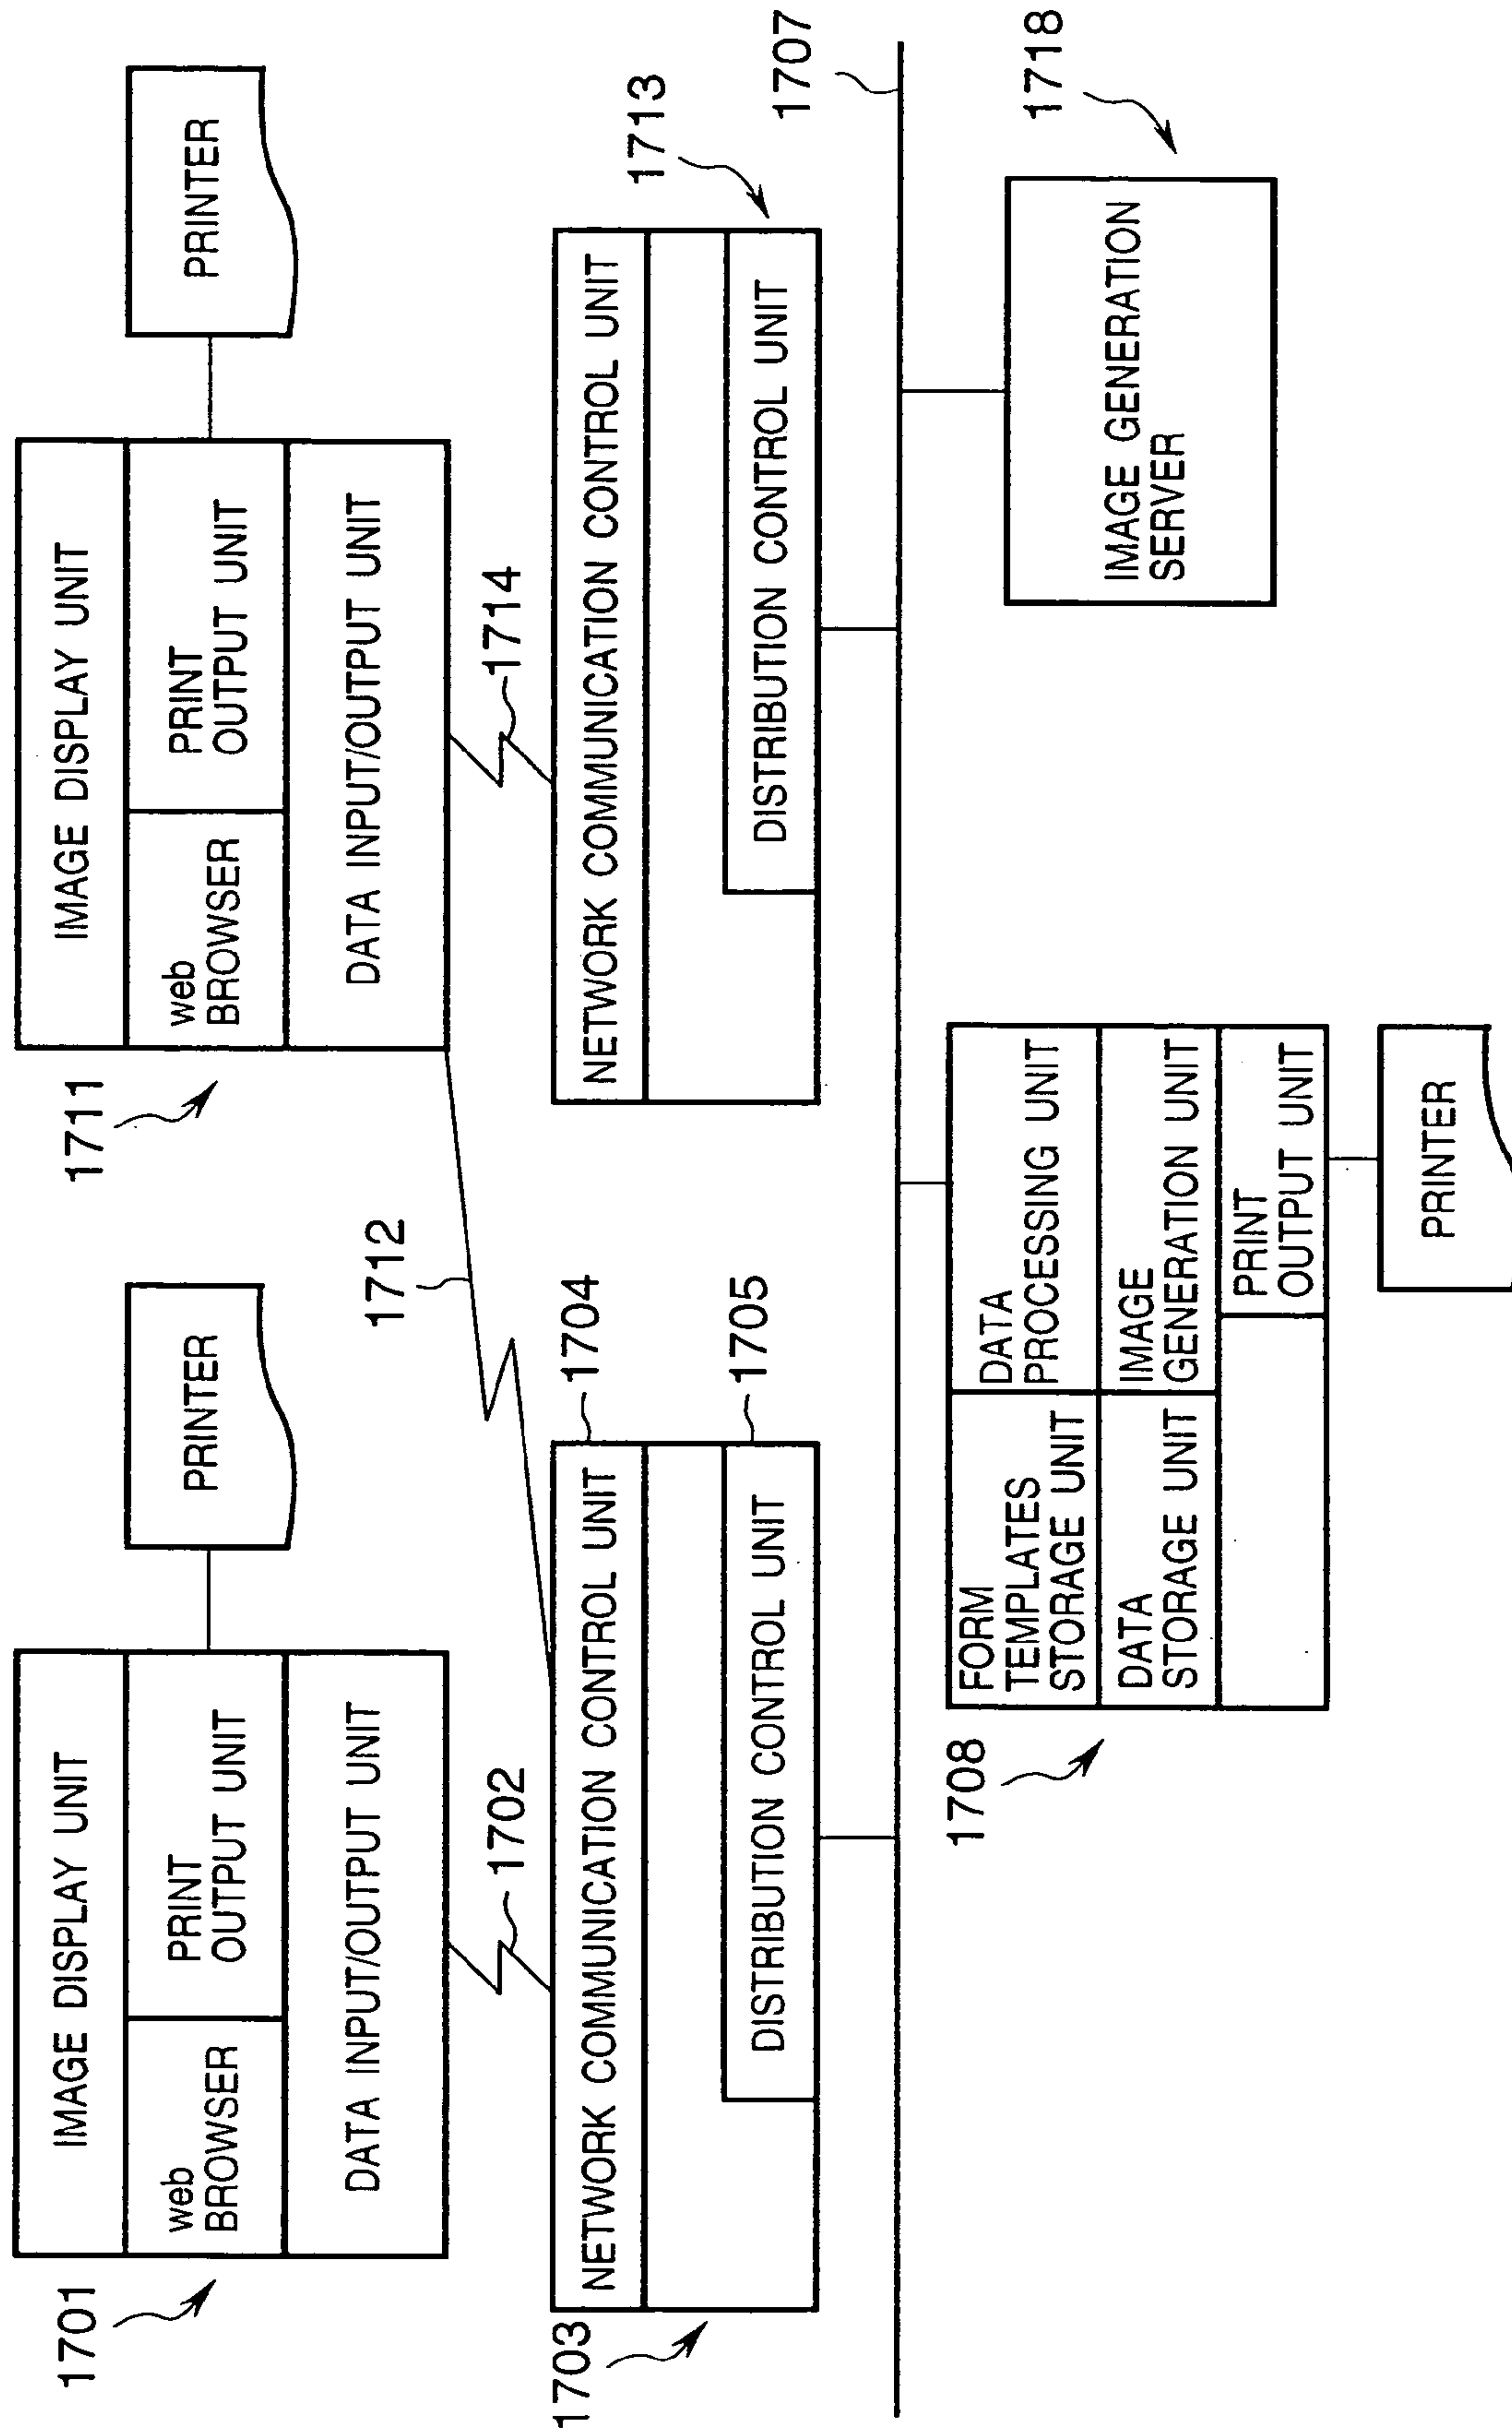 1701
IMAGE DISPLAY UNIT
web
BROWSER
PRINT
OUTPUT UNIT
DATA INPUT/OUTPUT UNIT
PRINTER
1711
IMAGE DISPLAY UNIT
web
BROWSER
PRINT
OUTPUT UNIT
DATA INPUT/OUTPUT UNIT
PRINTER
1702
1712
1714
1703
NETWORK COMMUNICATION CONTROL UNIT
1704
DISTRIBUTION CONTROL UNIT
1705
NETWORK COMMUNICATION CONTROL UNIT
DISTRIBUTION CONTROL UNIT
1713
1707
1708
FORM
TEMPLATES
STORAGE UNIT
DATA
PROCESSING UNIT
DATA
STORAGE UNIT
IMAGE
GENERATION UNIT
PRINT
OUTPUT UNIT
PRINTER
IMAGE GENERATION
SERVER
1718